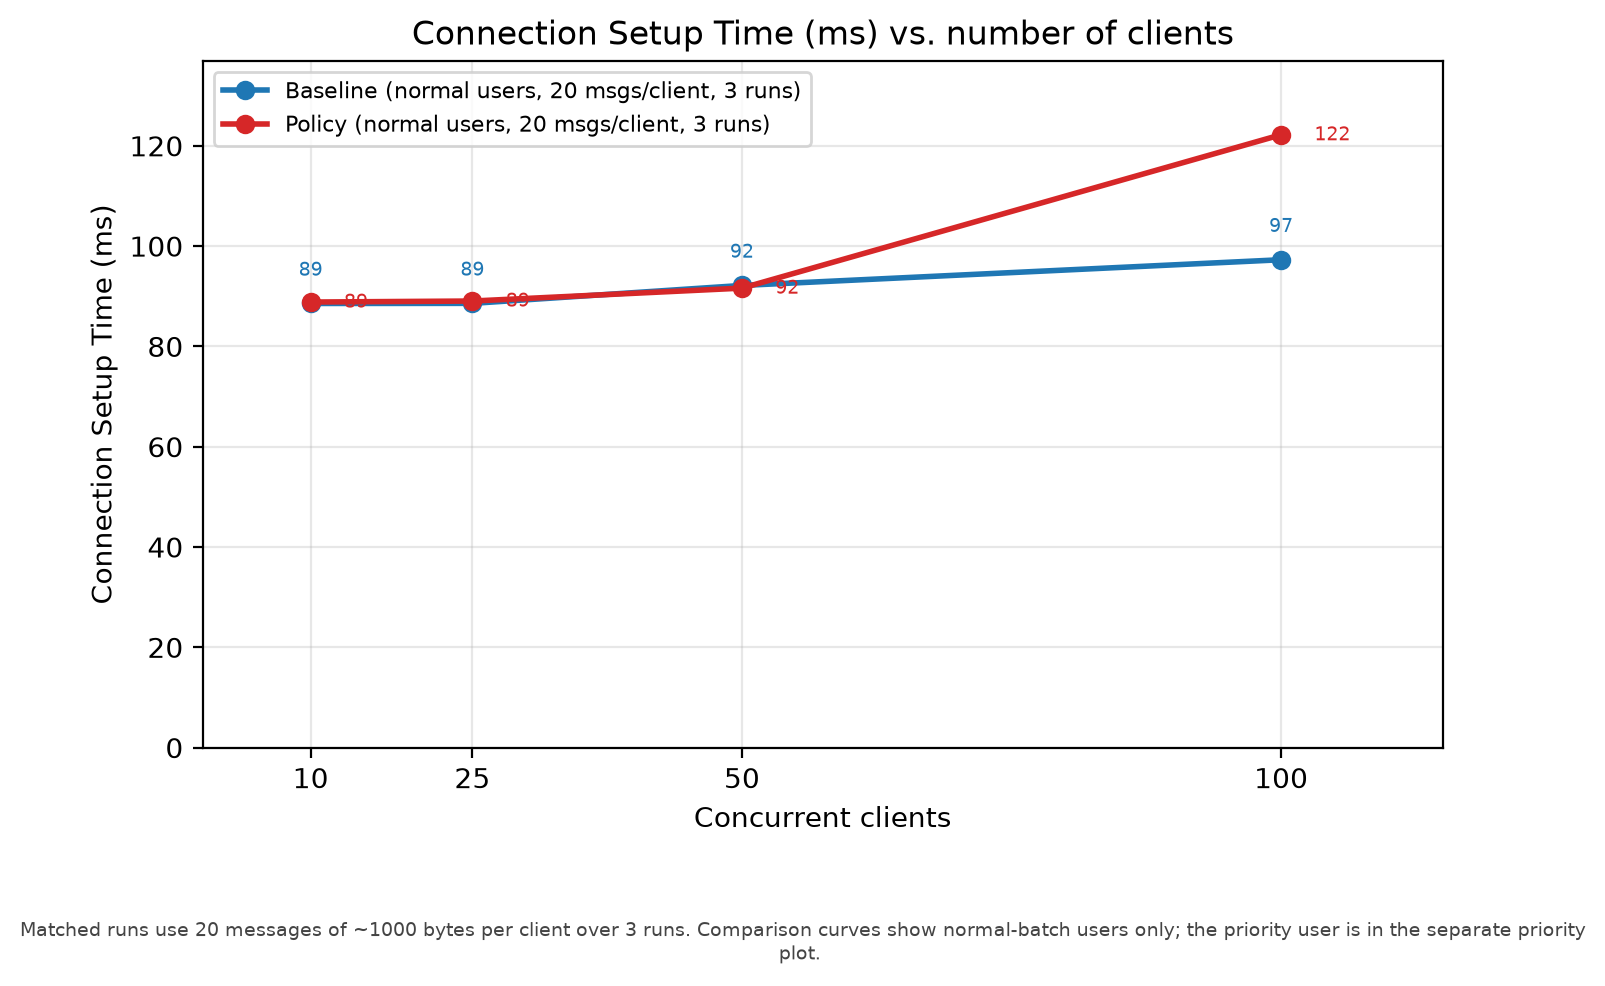 Connection Setup Time (ms) vs. number of clients
Baseline (normal users, 20 msgs/client, 3 runs)
Policy (normal users, 20 msgs/client, 3 runs)
Connection Setup Time (ms)
120
100
80
60
40
20
0
122
97
89
89
92
89
89
92
10
25
50
100
Concurrent clients
Matched runs use 20 messages of ~1000 bytes per client over 3 runs. Comparison curves show normal-batch users only; the priority user is in the separate priority
plot.